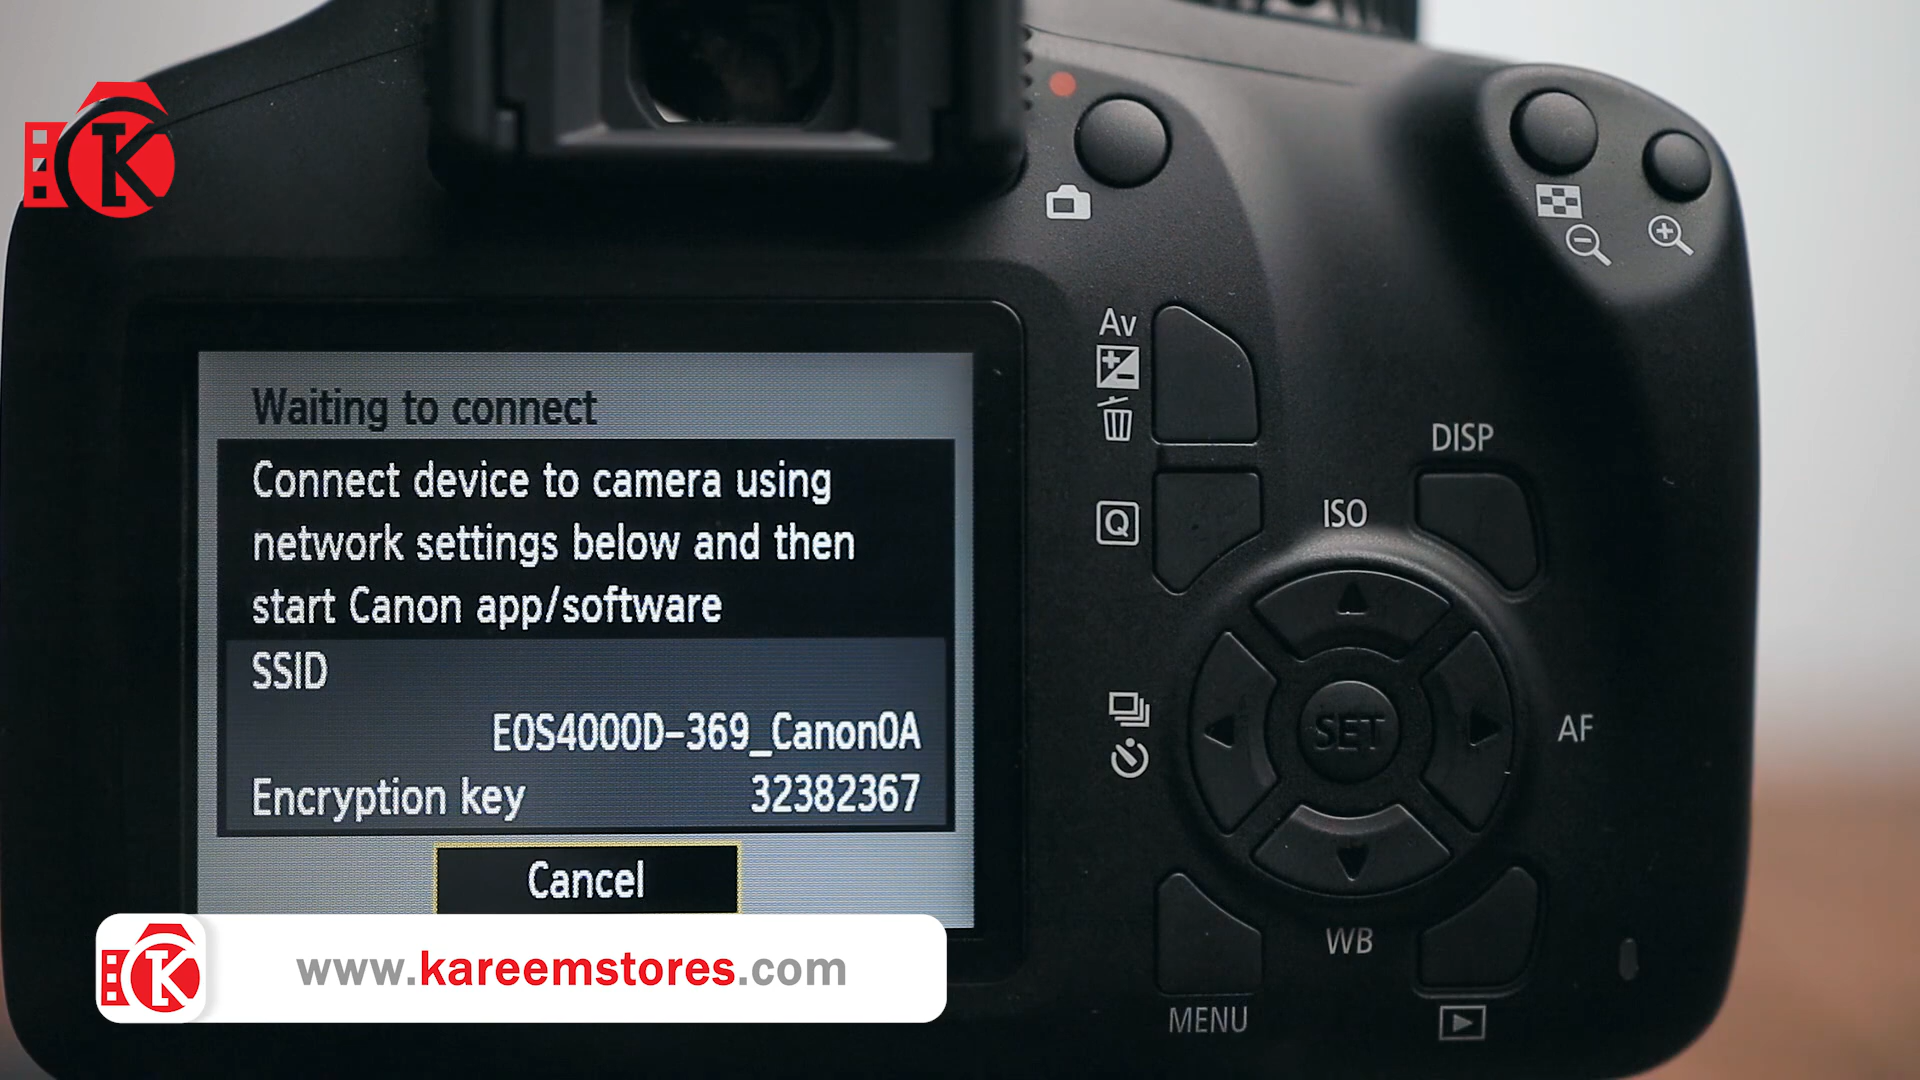 K
Av
Waiting to connect
Connect device to camera using
network settings below and then
start Canon app/software
SSID
EOS4000D-369_Canon0A
Encryption key 32382367
Cancel
DISP
Q
ISO
SET
AF
WB
MENU
K
www.kareemstores.com